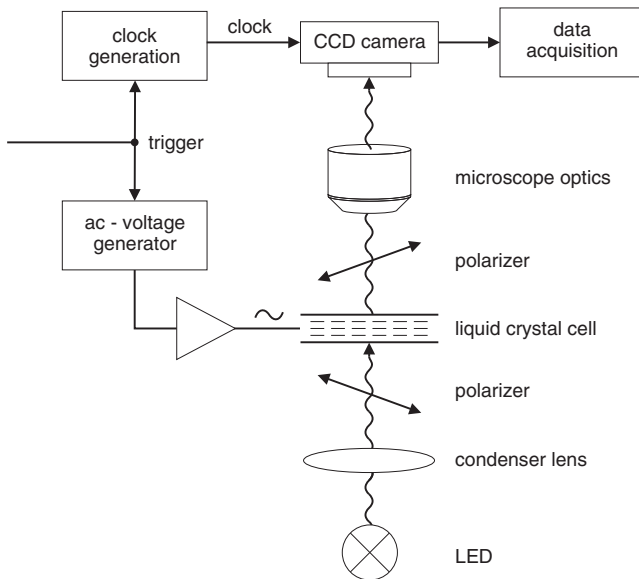 clock
generation
clock
CCD camera
data
acquisition
trigger
microscope optics
ac - voltage
generator
polarizer
liquid crystal cell
polarizer
condenser lens
LED